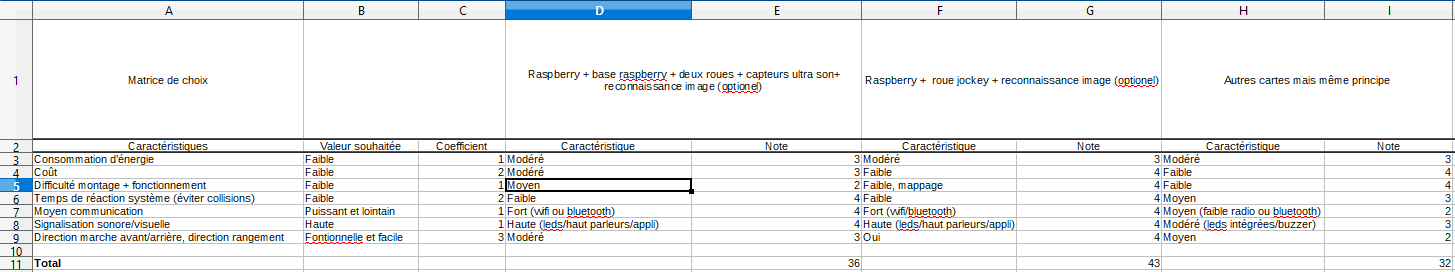 A B C D E F G H I
1 Matrice de choix Raspberry + base raspberry + deux roues + capteurs ultra son+ reconnaissance image (optionel) Raspberry + roue jockey + reconnaissance image (optionel) Autres cartes mais même principe
2 Caractéristiques Valeur souhaitée Coefficient Caractéristique Note Caractéristique Note Caractéristique Note
3 Consommation d'énergie Faible 1 Modéré 3 Modéré 3 Modéré 3
4 Coût Faible 2 Modéré 3 Faible 4 Faible 4
5 Difficulté montage + fonctionnement Faible 1 Moyen 2 Faible, mappage 4 Faible 4
6 Temps de réaction système (éviter collisions) Faible 2 Faible 4 Faible 4 Moyen 3
7 Moyen communication Puissant et lointain 1 Fort (wifi ou bluetooth) 4 Fort (wifi/bluetooth) 4 Moyen (faible radio ou bluetooth) 2
8 Signalisation sonore/visuelle Haute 1 Haute (leds/haut parleurs/appli) 4 Haute (leds/haut parleurs/appli) 4 Modéré (leds intégrées/buzzer) 3
9 Direction marche avant/arrière, direction rangement Fontionnelle et facile 3 Modéré 3 Oui 4 Moyen 2
10
11 Total 36 43 32